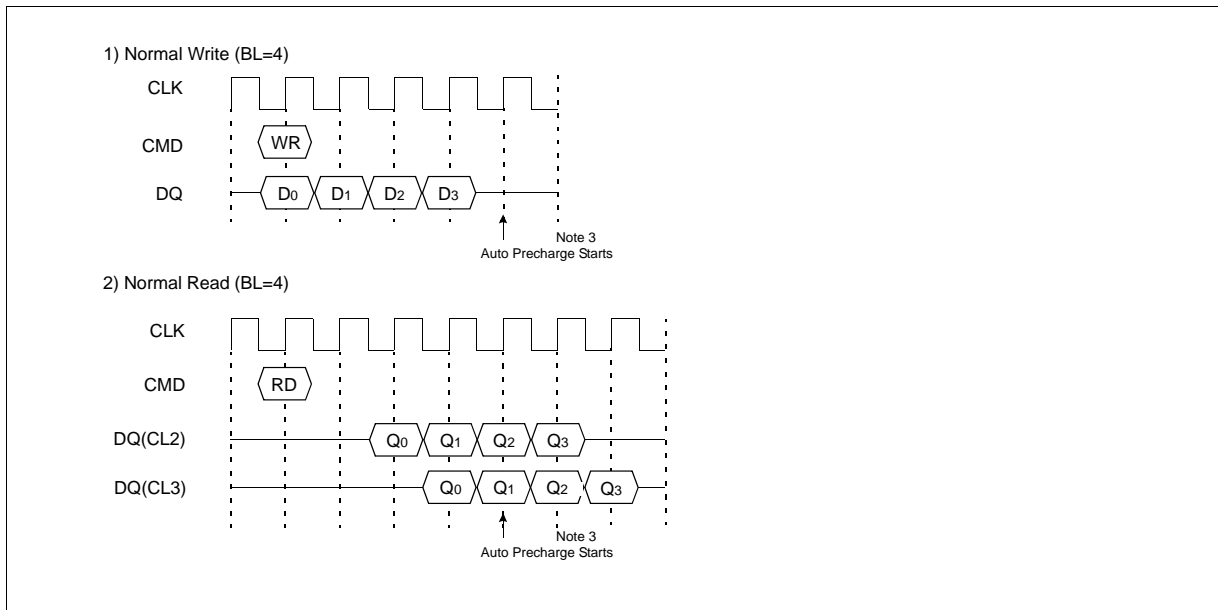 1) Normal Write (BL=4)
CLK
CMD
WR
DQ
D0 D1 D2 D3
Note 3
Auto Precharge Starts
2) Normal Read (BL=4)
CLK
CMD
RD
DQ(CL2)
Q0 Q1 Q2 Q3
DQ(CL3)
Q0 Q1 Q2 Q3
Note 3
Auto Precharge Starts